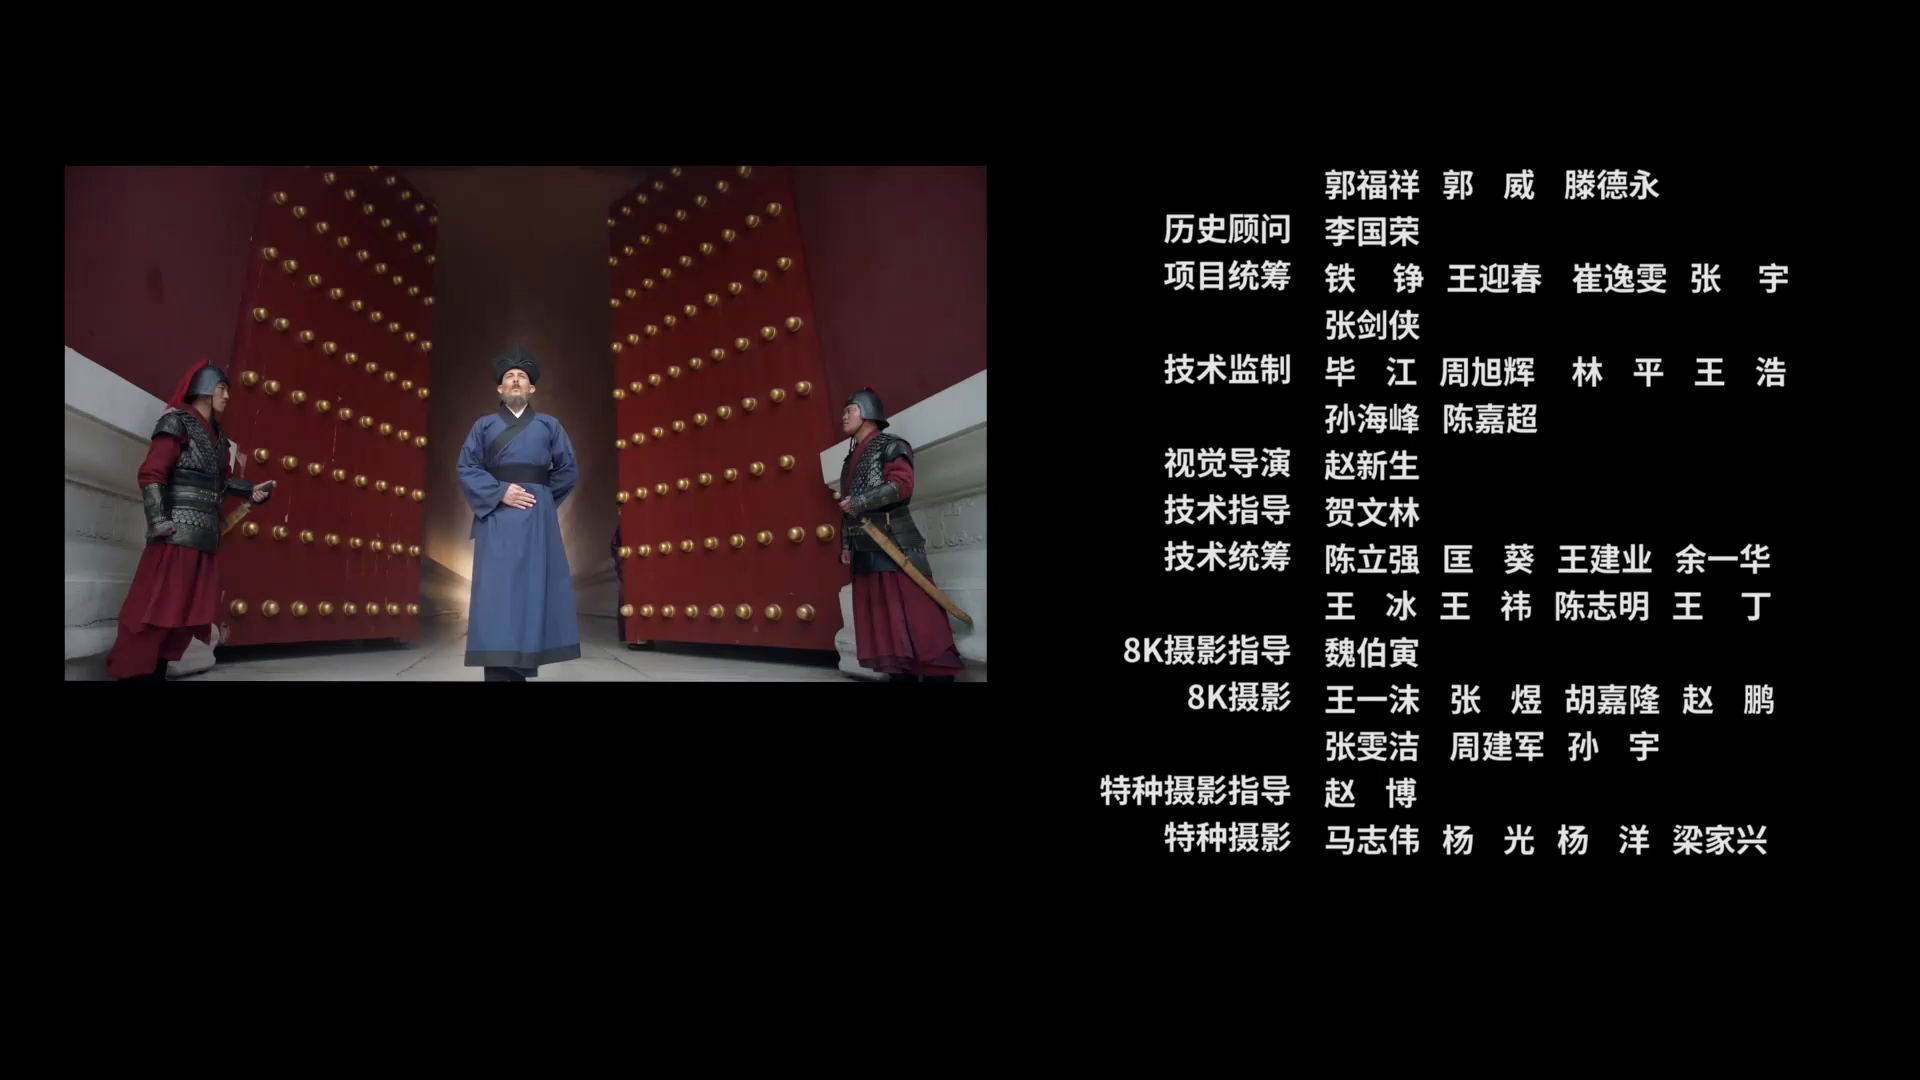 郭福祥 郭 威 滕德永
历史顾问 李国荣
项目统筹 铁 铮 王迎春 崔逸雯 张 宇
张剑侠
技术监制 毕 江 周旭辉 林 平 王 浩
孙海峰 陈嘉超
视觉导演 赵新生
技术指导 贺文林
技术统筹 陈立强 匡 葵 王建业 余一华
王 冰 王 祎 陈志明 王 丁
8K摄影指导 魏伯寅
8K摄影 王一沫 张 煜 胡嘉隆 赵 鹏
张雯洁 周建军 孙 宇
特种摄影指导 赵 博
特种摄影 马志伟 杨 光 杨 洋 梁家兴